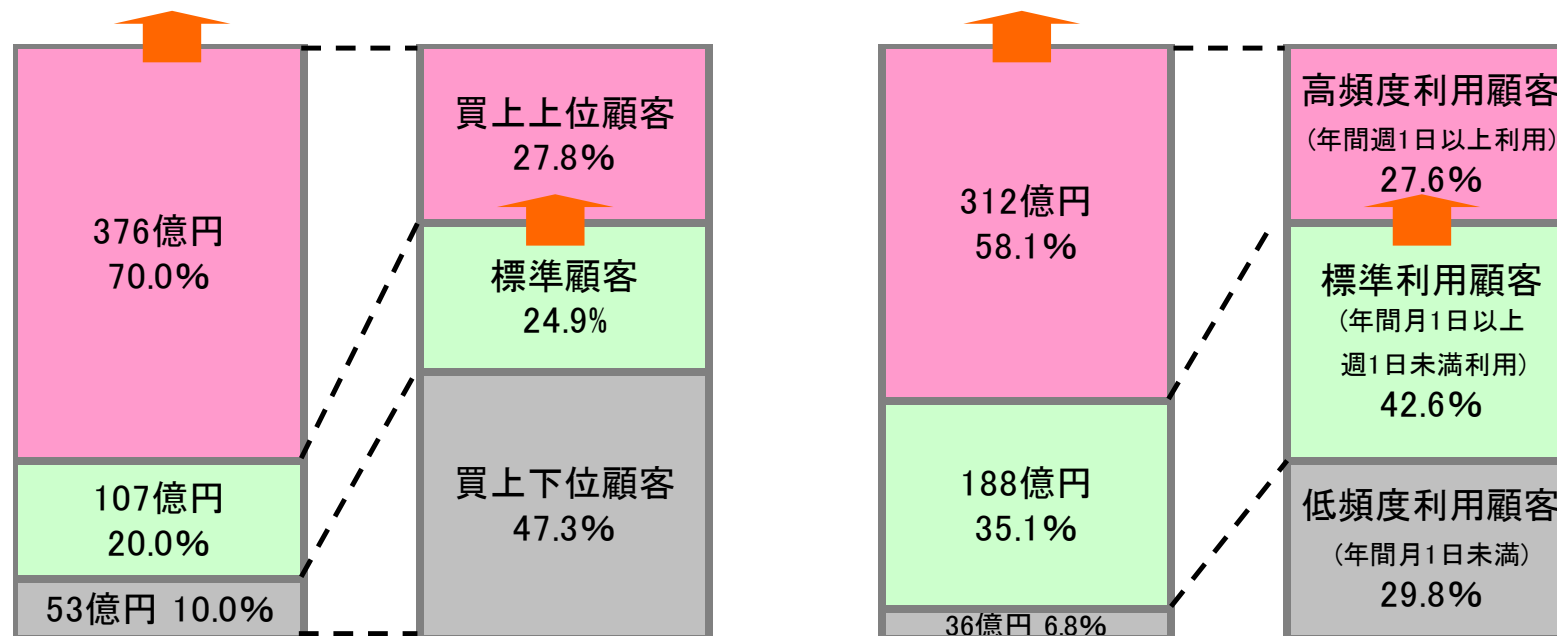 376億円
70.0%
107億円
20.0%
53億円 10.0%
買上上位顧客
27.8%
標準顧客
24.9%
買上下位顧客
47.3%
312億円
58.1%
188億円
35.1%
36億円 6.8%
高頻度利用顧客
(年間週1日以上利用)
27.6%
標準利用顧客
(年間月1日以上
週1日未満利用)
42.6%
低頻度利用顧客
(年間月1日未満)
29.8%